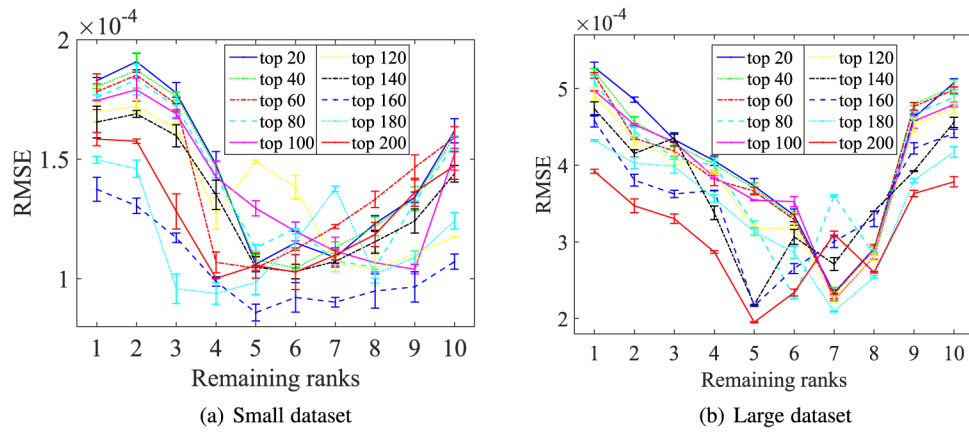 ×10⁻⁴
2
1.5
1
RMSE
top 20 top 120
top 40 top 140
top 60 top 160
top 80 top 180
top 100 top 200
1 2 3 4 5 6 7 8 9 10
Remaining ranks
(a) Small dataset
×10⁻⁴
5
4
3
2
RMSE
top 20 top 120
top 40 top 140
top 60 top 160
top 80 top 180
top 100 top 200
1 2 3 4 5 6 7 8 9 10
Remaining ranks
(b) Large dataset